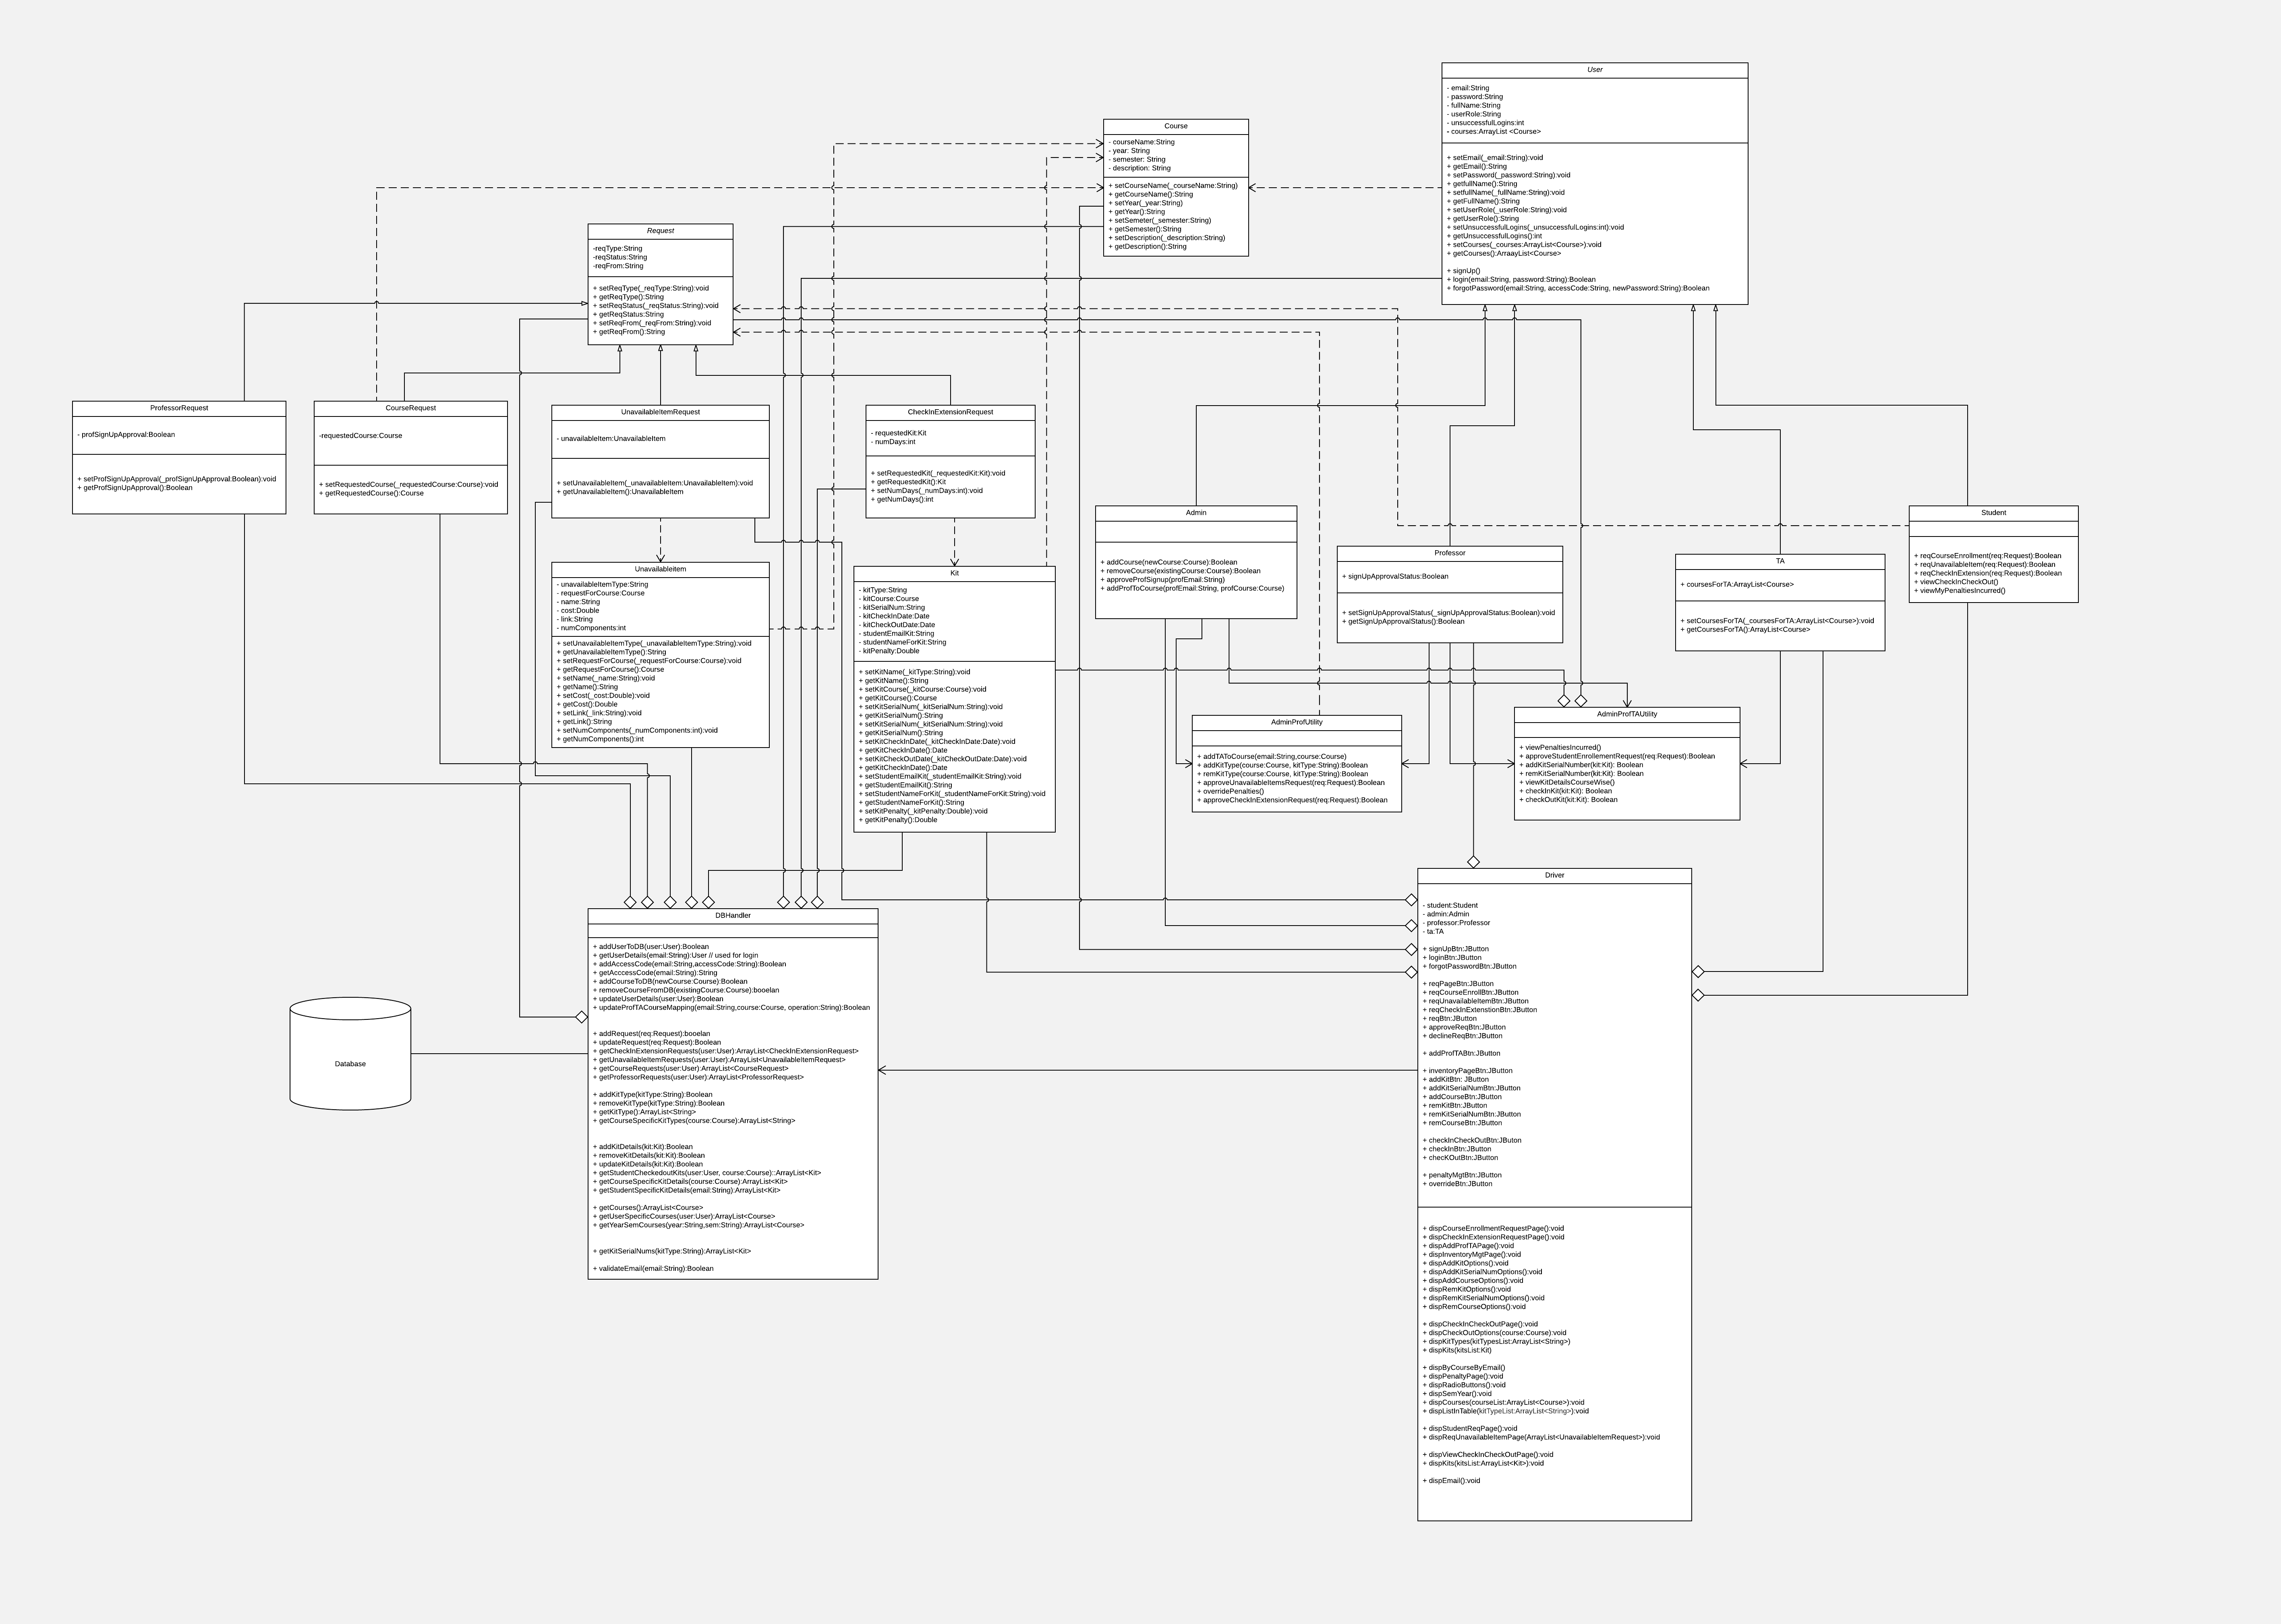 User
- email:String
- password:String
- fullName:String
- userRole:String
- unsuccessfulLogins:int
- courses:ArrayList <Course>
+ setEmail(_email:String):void
+ getEmail():String
+ setPassword(_password:String):void
+ getfullName():String
+ setfullName(_fullName:String):void
+ getFullName():String
+ setUserRole(_userRole:String):void
+ getUserRole():String
+ setUnsuccessfulLogins(_unsuccessfulLogins:int):void
+ getUnsuccessfulLogins():int
+ setCourses(_courses:ArrayList<Course>):void
+ getCourses():ArraayList<Course>
+ signUp()
+ login(email:String, password:String):Boolean
+ forgotPassword(email:String, accessCode:String, newPassword:String):Boolean
Course
- courseName:String
- year: String
- semester: String
- description: String
+ setCourseName(_courseName:String)
+ getCourseName():String
+ setYear(_year:String)
+ getYear():String
+ setSemeter(_semester:String)
+ getSemester():String
+ setDescription(_description:String)
+ getDescription():String
Request
-reqType:String
-reqStatus:String
-reqFrom:String
+ setReqType(_reqType:String):void
+ getReqType():String
+ setReqStatus(_reqStatus:String):void
+ getReqStatus:String
+ setReqFrom(_reqFrom:String):void
+ getReqFrom():String
ProfessorRequest
- profSignUpApproval:Boolean
+ setProfSignUpApproval(_profSignUpApproval:Boolean):void
+ getProfSignUpApproval():Boolean
CourseRequest
-requestedCourse:Course
+ setRequestedCourse(_requestedCourse:Course):void
+ getRequestedCourse():Course
UnavailableItemRequest
- unavailableItem:UnavailableItem
+ setUnavailableItem(_unavailableItem:UnavailableItem):void
+ getUnavailableItem():UnavailableItem
CheckInExtensionRequest
- requestedKit:Kit
- numDays:int
+ setRequestedKit(_requestedKit:Kit):void
+ getRequestedKit():Kit
+ setNumDays(_numDays:int):void
+ getNumDays():int
Admin
+ addCourse(newCourse:Course):Boolean
+ removeCourse(existingCourse:Course):Boolean
+ approveProfSignup(profEmail:String)
+ addProfToCourse(profEmail:String, profCourse:Course)
Professor
+ signUpApprovalStatus:Boolean
+ setSignUpApprovalStatus(_signUpApprovalStatus:Boolean):void
+ getSignUpApprovalStatus():Boolean
TA
+ coursesForTA:ArrayList<Course>
+ setCoursesForTA(_coursesForTA:ArrayList<Course>):void
+ getCoursesForTA():ArrayList<Course>
Student
+ reqCourseEnrollment(req:Request):Boolean
+ reqUnavailableItem(req:Request):Boolean
+ reqCheckInExtension(req:Request):Boolean
+ viewCheckInCheckOut()
+ viewMyPenaltiesIncurred()
UnavailableItem
- unavailableItemType:String
- requestForCourse:Course
- name:String
- cost:Double
- link:String
- numComponents:int
+ setUnavailableItemType(_unavailableItemType:String):void
+ getUnavailableItemType():String
+ setRequestForCourse(_requestForCourse:Course):void
+ getRequestForCourse():Course
+ setName(_name:String):void
+ getName():String
+ setCost(_cost:Double):void
+ getCost():Double
+ setLink(_link:String):void
+ getLink():String
+ setNumComponents(_numComponents:int):void
+ getNumComponents():int
Kit
- kitType:String
- kitCourse:Course
- kitSerialNum:String
- kitCheckInDate:Date
- kitCheckOutDate:Date
- studentEmailKit:String
- studentNameForKit:String
- kitPenalty:Double
+ setKitName(_kitType:String):void
+ getKitName():String
+ setKitCourse(_kitCourse:Course):void
+ getKitCourse():Course
+ setKitSerialNum(_kitSerialNum:String):void
+ getKitSerialNum():String
+ setKitSerialNum(_kitSerialNum:String):void
+ getKitSerialNum():String
+ setKitCheckInDate(_kitCheckInDate:Date):void
+ getKitCheckInDate():Date
+ setKitCheckOutDate(_kitCheckOutDate:Date):void
+ getKitCheckInDate():Date
+ setStudentEmailKit(_studentEmailKit:String):void
+ getStudentEmailKit():String
+ setStudentNameForKit(_studentNameForKit:String):void
+ getStudentNameForKit():String
+ setKitPenalty(_kitPenalty:Double):void
+ getKitPenalty():Double
AdminProfUtility
+ addTAToCourse(email:String,course:Course)
+ addKitType(course:Course, kitType:String):Boolean
+ remKitType(course:Course, kitType:String):Boolean
+ approveUnavailableItemsRequest(req:Request):Boolean
+ overridePenalties()
+ approveCheckInExtensionRequest(req:Request):Boolean
AdminProfTAUtility
+ viewPenaltiesIncurred()
+ approveStudentEnrollementRequest(req:Request):Boolean
+ addKitSerialNumber(kit:Kit): Boolean
+ remKitSerialNumber(kit:Kit): Boolean
+ viewKitDetailsCourseWise()
+ checkInKit(kit:Kit): Boolean
+ checkOutKit(kit:Kit): Boolean
DBHandler
+ addUserToDB(user:User):Boolean
+ getUserDetails(email:String):User // used for login
+ addAccessCode(email:String,accessCode:String):Boolean
+ getAcccessCode(email:String):String
+ addCourseToDB(newCourse:Course):Boolean
+ removeCourseFromDB(existingCourse:Course):booelan
+ updateUserDetails(user:User):Boolean
+ updateProfTACourseMapping(email:String,course:Course, operation:String):Boolean
+ addRequest(req:Request):booelan
+ updateRequest(req:Request):Boolean
+ getCheckInExtensionRequests(user:User):ArrayList<CheckInExtensionRequest>
+ getUnavailableItemRequests(user:User):ArrayList<UnavailableItemRequest>
+ getCourseRequests(user:User):ArrayList<CourseRequest>
+ getProfessorRequests(user:User):ArrayList<ProfessorRequest>
+ addKitType(kitType:String):Boolean
+ removeKitType(kitType:String):Boolean
+ getKitType():ArrayList<String>
+ getCourseSpecificKitTypes(course:Course):ArrayList<String>
+ addKitDetails(kit:Kit):Boolean
+ removeKitDetails(kit:Kit):Boolean
+ updateKitDetails(kit:Kit):Boolean
+ getStudentCheckedoutKits(user:User, course:Course)::ArrayList<Kit>
+ getCourseSpecificKitDetails(course:Course):ArrayList<Kit>
+ getStudentSpecificKitDetails(email:String):ArrayList<Kit>
+ getCourses():ArrayList<Course>
+ getUserSpecificCourses(user:User):ArrayList<Course>
+ getYearSemCourses(year:String,sem:String):ArrayList<Course>
+ getKitSerialNums(kitType:String):ArrayList<Kit>
+ validateEmail(email:String):Boolean
Database
Driver
- student:Student
- admin:Admin
- professor:Professor
- ta:TA
+ signUpBtn:JButton
+ loginBtn:JButton
+ forgotPasswordBtn:JButton
+ reqPageBtn:JButton
+ reqCourseEnrollBtn:JButton
+ reqUnavailableItemBtn:JButton
+ reqCheckInExtenstionBtn:JButton
+ reqBtn:JButton
+ approveReqBtn:JButton
+ declineReqBtn:JButton
+ addProfTABtn:JButton
+ inventoryPageBtn:JButton
+ addKitBtn: JButton
+ addKitSerialNumBtn:JButton
+ addCourseBtn:JButton
+ remKitBtn:JButton
+ remKitSerialNumBtn:JButton
+ remCourseBtn:JButton
+ checkInCheckOutBtn:JButon
+ checkInBtn:JButton
+ checKOutBtn:JButton
+ penaltyMgtBtn:JButton
+ overrideBtn:JButton
+ dispCourseEnrollmentRequestPage():void
+ dispCheckInExtensionRequestPage():void
+ dispAddProfTAPage():void
+ dispInventoryMgtPage():void
+ dispAddKitOptions():void
+ dispAddKitSerialNumOptions():void
+ dispAddCourseOptions():void
+ dispRemKitOptions():void
+ dispRemKitSerialNumOptions():void
+ dispRemCourseOptions():void
+ dispCheckInCheckOutPage():void
+ dispCheckOutOptions(course:Course):void
+ dispKitTypes(kitTypesList:ArrayList<String>)
+ dispKits(kitsList:Kit)
+ dispByCourseByEmail()
+ dispPenaltyPage():void
+ dispRadioButtons():void
+ dispSemYear():void
+ dispCourses(courseList:ArrayList<Course>):void
+ dispListInTable(kitTypeList:ArrayList<String>):void
+ dispStudentReqPage():void
+ dispReqUnavailableItemPage(ArrayList<UnavailableItemRequest>):void
+ dispViewCheckInCheckOutPage():void
+ dispKits(kitsList:ArrayList<Kit>):void
+ dispEmail():void